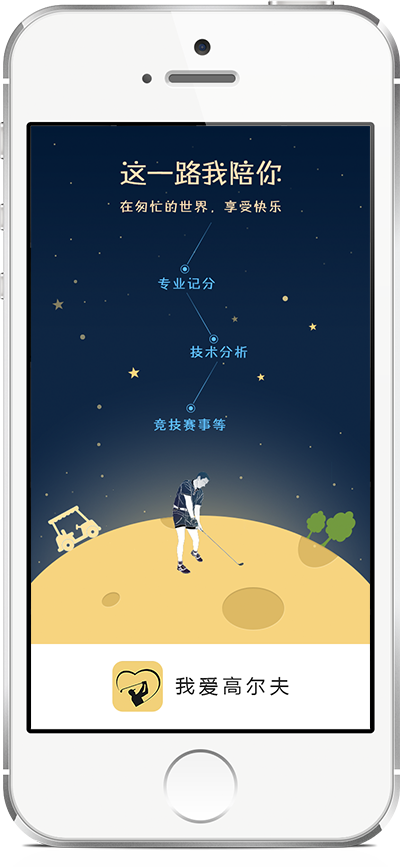 这一路我陪你
在匆忙的世界，享受快乐
专业记分
技术分析
竞技赛事等
我爱高尔夫